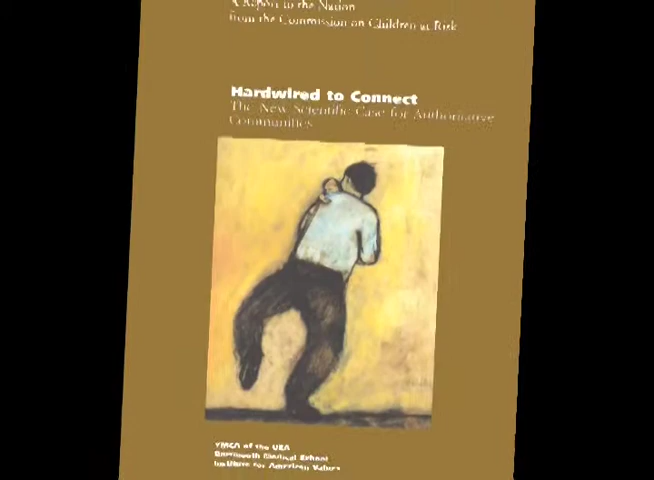 A Report to the Nation
from the Commission on Children at Risk
Hardwired to Connect
The New Scientific Case for Authoritative
Communities
YMCA of the USA
Dartmouth Medical School
Institute for American Values